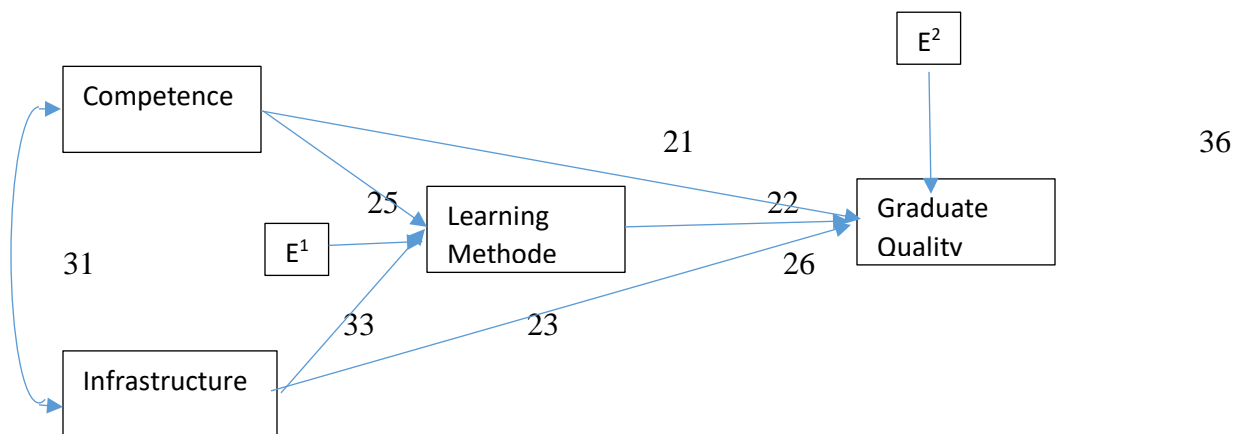 E²
Competence
21
36
25
Learning
Methode
22
Graduate
Quality
E¹
31
26
33
23
Infrastructure